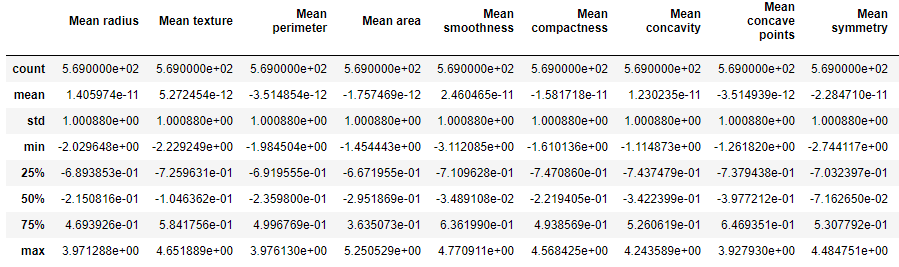 Mean radius Mean texture Mean perimeter Mean area Mean smoothness Mean compactness Mean concavity Mean concave points Mean symmetry
count 5.690000e+02 5.690000e+02 5.690000e+02 5.690000e+02 5.690000e+02 5.690000e+02 5.690000e+02 5.690000e+02 5.690000e+02
mean 1.405974e-11 5.272454e-12 -3.514854e-12 -1.757469e-12 2.460465e-11 -1.581718e-11 1.230235e-11 -3.514939e-12 -2.284710e-11
std 1.000880e+00 1.000880e+00 1.000880e+00 1.000880e+00 1.000880e+00 1.000880e+00 1.000880e+00 1.000880e+00 1.000880e+00
min -2.029648e+00 -2.229249e+00 -1.984504e+00 -1.454443e+00 -3.112085e+00 -1.610136e+00 -1.114873e+00 -1.261820e+00 -2.744117e+00
25% -6.893853e-01 -7.259631e-01 -6.919555e-01 -6.671955e-01 -7.109628e-01 -7.470860e-01 -7.437479e-01 -7.379438e-01 -7.032397e-01
50% -2.150816e-01 -1.046362e-01 -2.359800e-01 -2.951869e-01 -3.489108e-02 -2.219405e-01 -3.422399e-01 -3.977212e-01 -7.162650e-02
75% 4.693926e-01 5.841756e-01 4.996769e-01 3.635073e-01 6.361990e-01 4.938569e-01 5.260619e-01 6.469351e-01 5.307792e-01
max 3.971288e+00 4.651889e+00 3.976130e+00 5.250529e+00 4.770911e+00 4.568425e+00 4.243589e+00 3.927930e+00 4.484751e+00